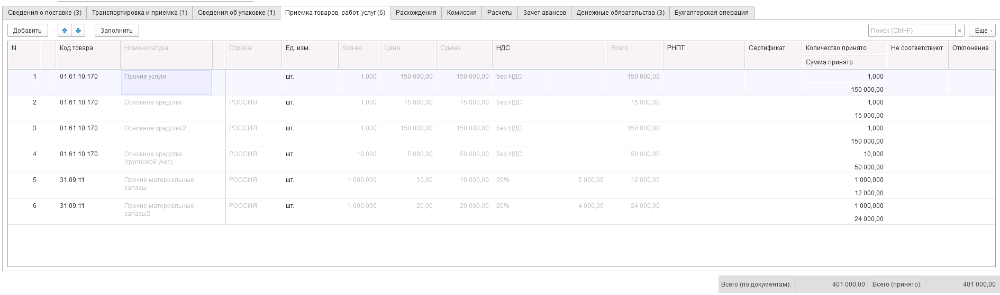 Сведения о поставке (3) Транспортировка и приемка (1) Сведения об упаковке (1) Приемка товаров, работ, услуг (6) Расхождения Комиссия Расчеты Зачет авансов Денежные обязательства (3) Бухгалтерская операция
Добавить Заполнить Поиск (Ctrl+F) × Еще
N Код товара Номенклатура Страна Ед. изм. Кол-во Цена Сумма НДС Всего РНПТ Сертификат Количество принято Не соответствуют Отклонение
Сумма принято
1 01.61.10.170 Прочие услуги шт. 1,000 150 000,00 150 000,00 без НДС 150 000,00 1,000
150 000,00
2 01.61.10.170 Основное средство РОССИЯ шт. 1,000 15 000,00 15 000,00 без НДС 15 000,00 1,000
15 000,00
3 01.61.10.170 Основное средство2 РОССИЯ шт. 1,000 150 000,00 150 000,00 без НДС 150 000,00 1,000
150 000,00
4 01.61.10.170 Основное средство РОССИЯ шт. 10,000 5 000,00 50 000,00 без НДС 50 000,00 10,000
(групповой учет)
50 000,00
5 31.09.11 Прочие материальные РОССИЯ шт. 1 000,000 10,00 10 000,00 20% 2 000,00 12 000,00 1 000,000
запасы
12 000,00
6 31.09.11 Прочие материальные РОССИЯ шт. 1 000,000 20,00 20 000,00 20% 4 000,00 24 000,00 1 000,000
запасы2
24 000,00
Всего (по документам): 401 000,00 Всего (принято): 401 000,00